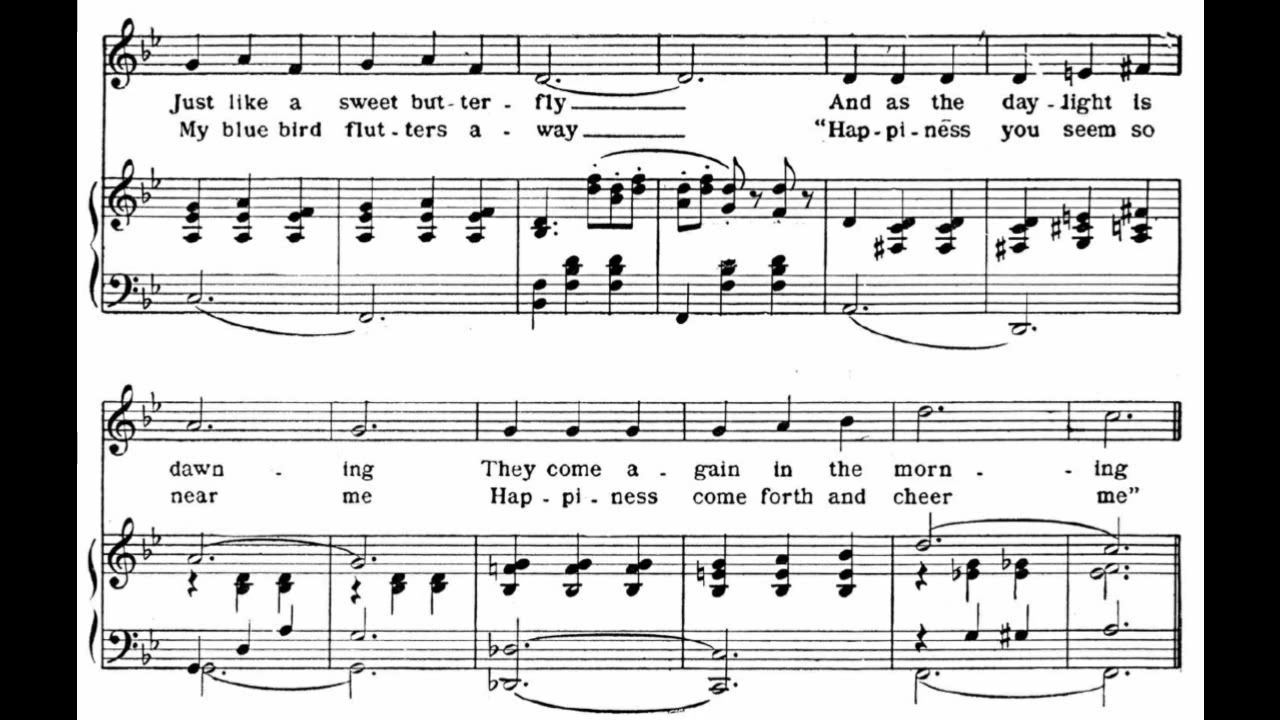 Just like a sweet but-ter-fly And as the day-light is
My blue bird flut-ters a-way "Hap-pi-ness you seem so
dawn-ing They come a-gain in the morn-ing
near me Hap-pi-ness come forth and cheer me"